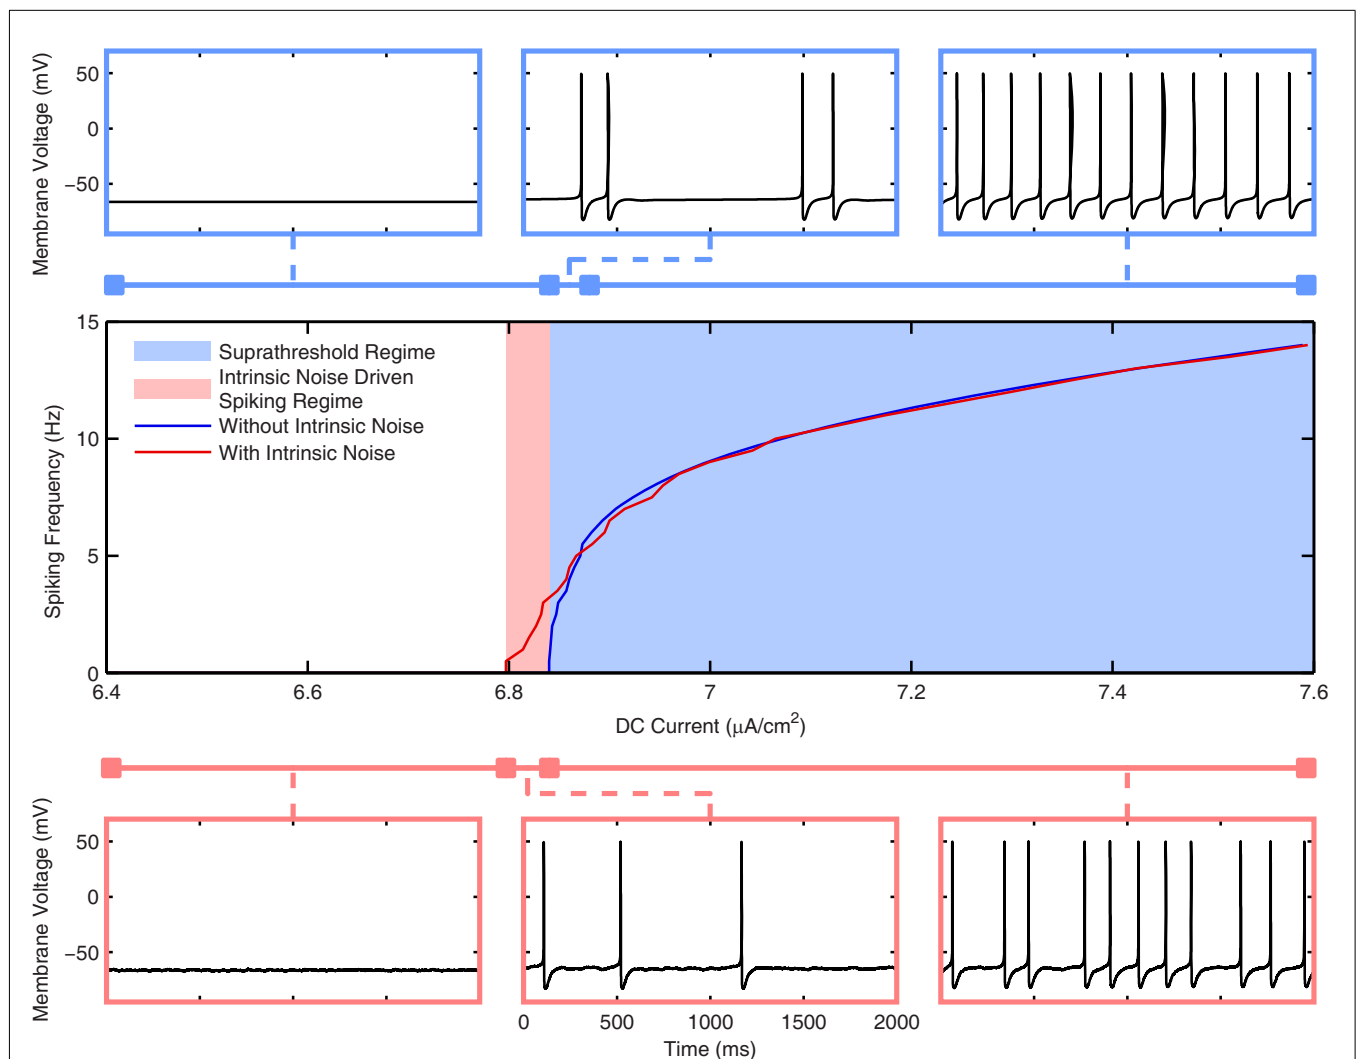 Membrane Voltage (mV)
50
0
−50
15
10
5
0
Spiking Frequency (Hz)
Suprathreshold Regime
Intrinsic Noise Driven
Spiking Regime
Without Intrinsic Noise
With Intrinsic Noise
6.4 6.6 6.8 7 7.2 7.4 7.6
DC Current (μA/cm²)
Membrane Voltage (mV)
50
0
−50
0 500 1000 1500 2000
Time (ms)